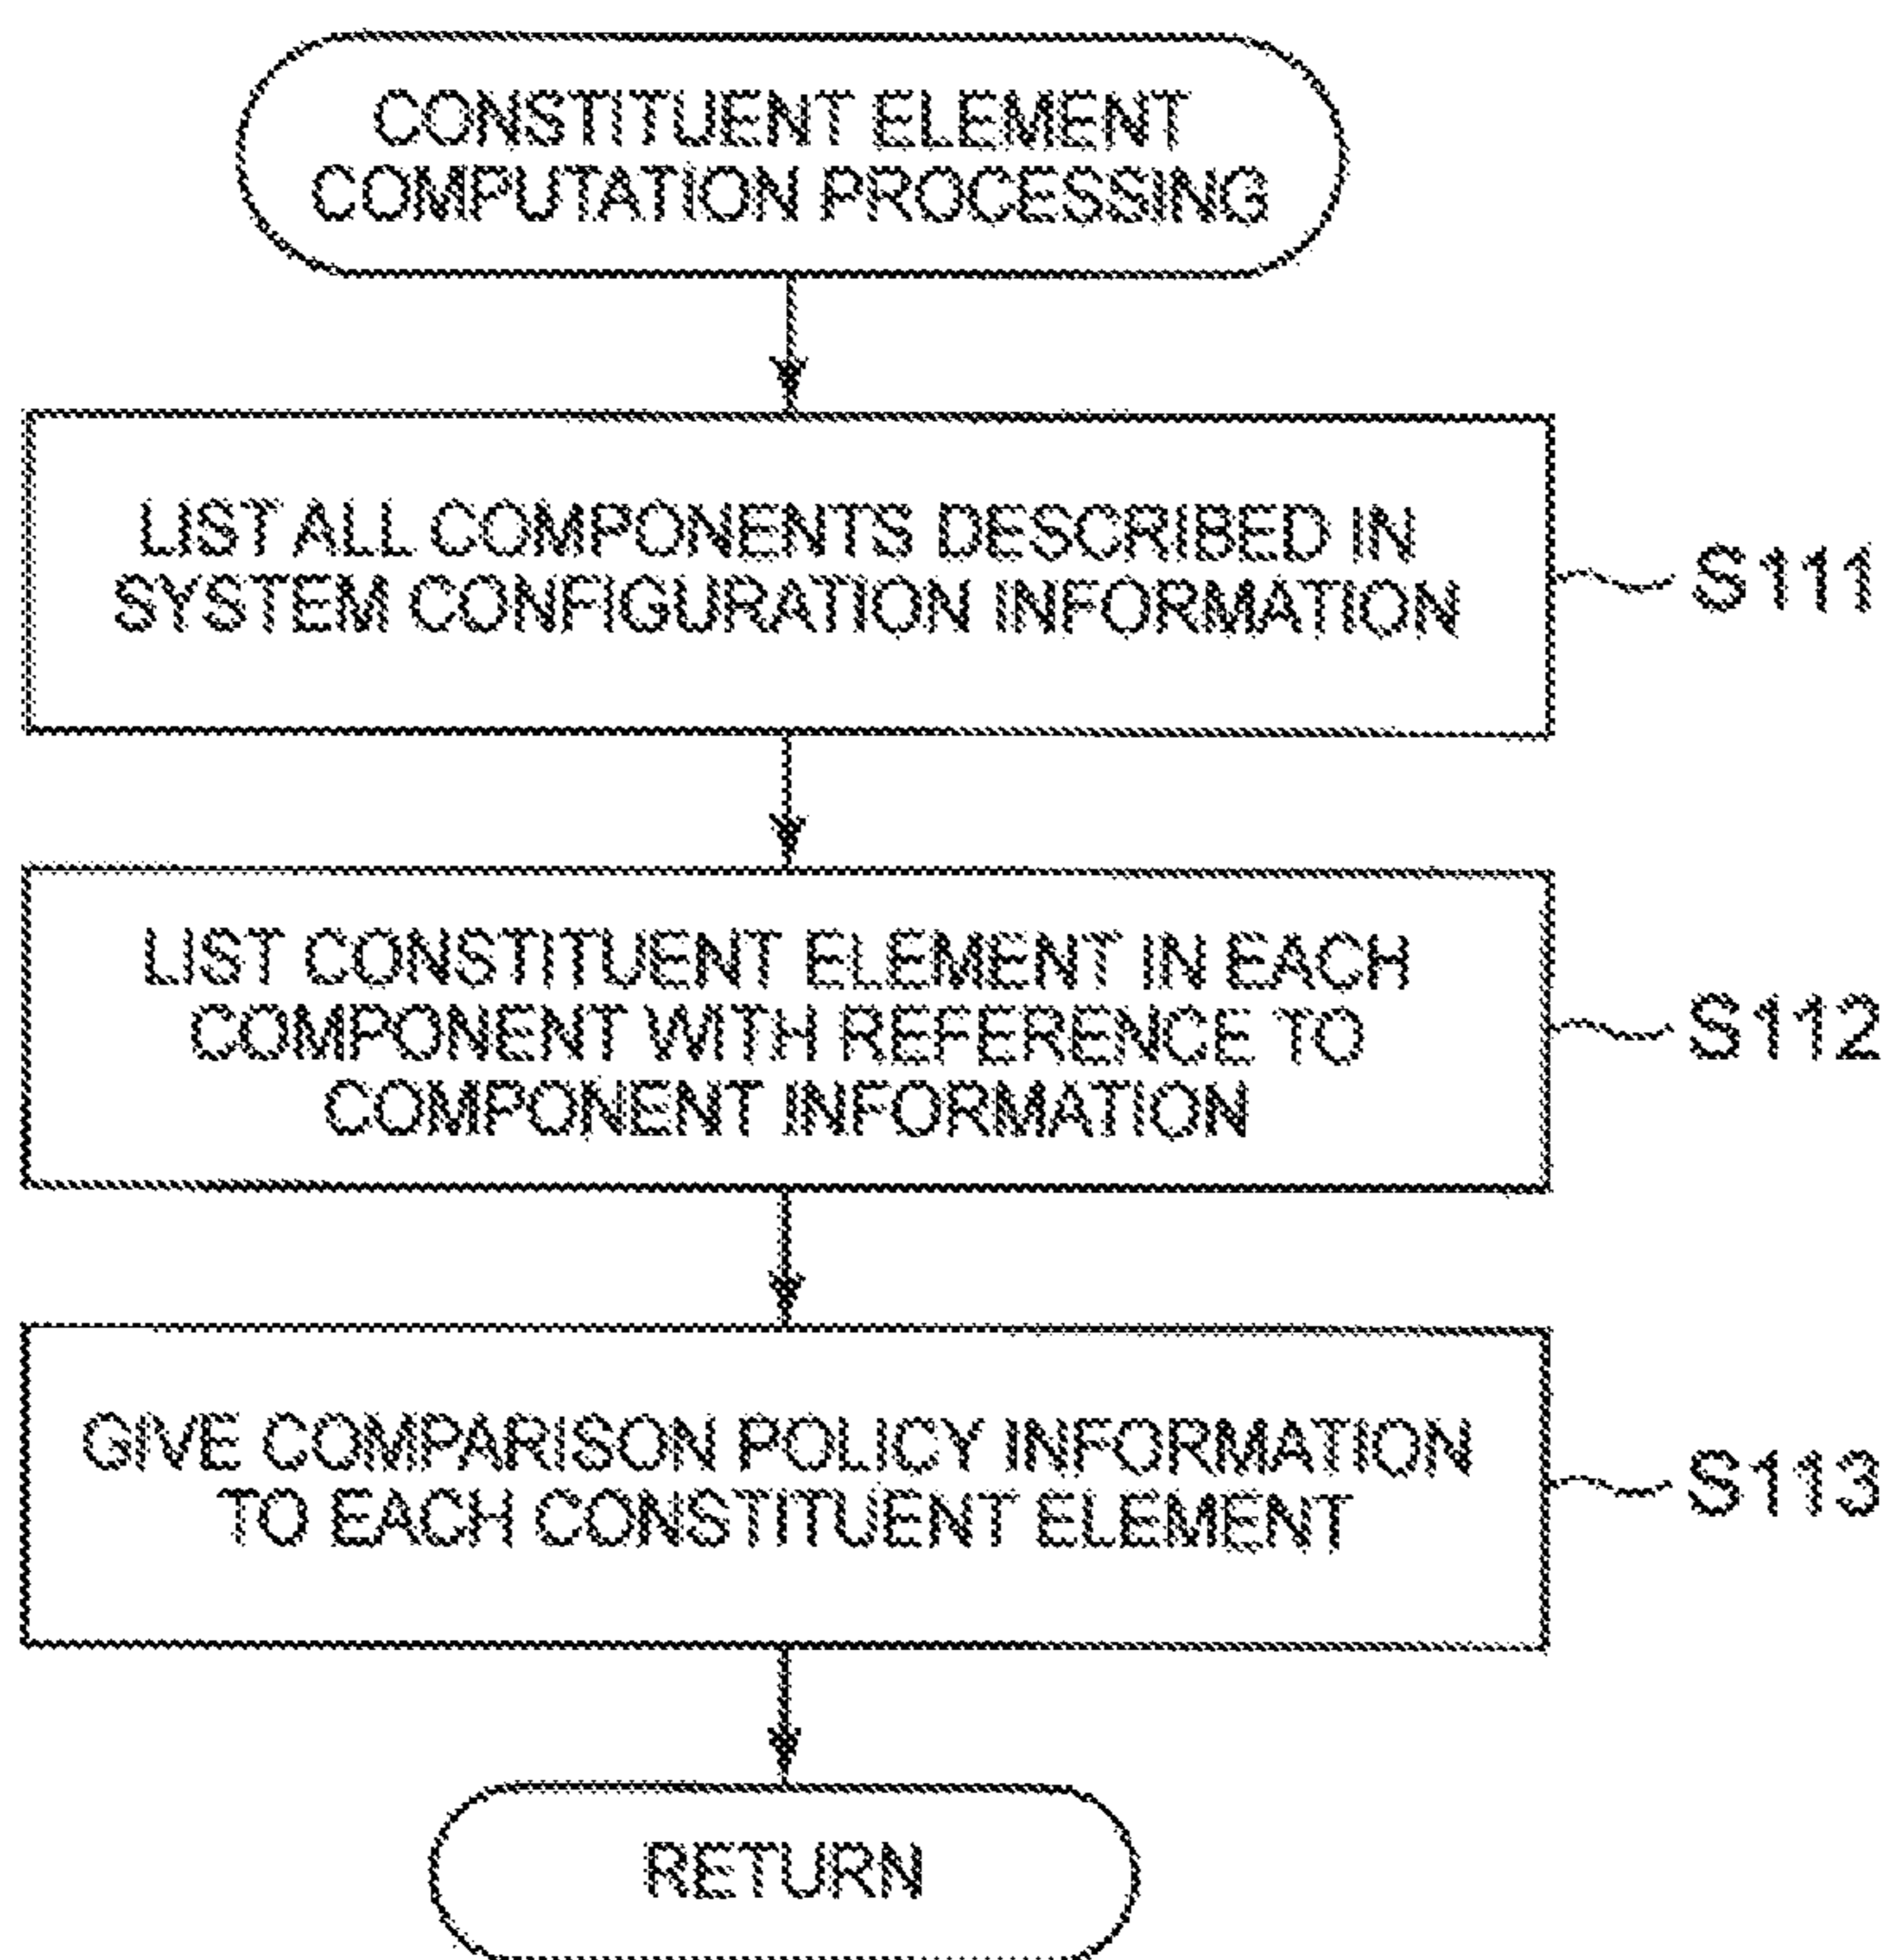 CONSTITUENT ELEMENT
COMPUTATION PROCESSING
LIST ALL COMPONENTS DESCRIBED IN
SYSTEM CONFIGURATION INFORMATION
S111
LIST CONSTITUENT ELEMENT IN EACH
COMPONENT WITH REFERENCE TO
COMPONENT INFORMATION
S112
GIVE COMPARISON POLICY INFORMATION
TO EACH CONSTITUENT ELEMENT
S113
RETURN